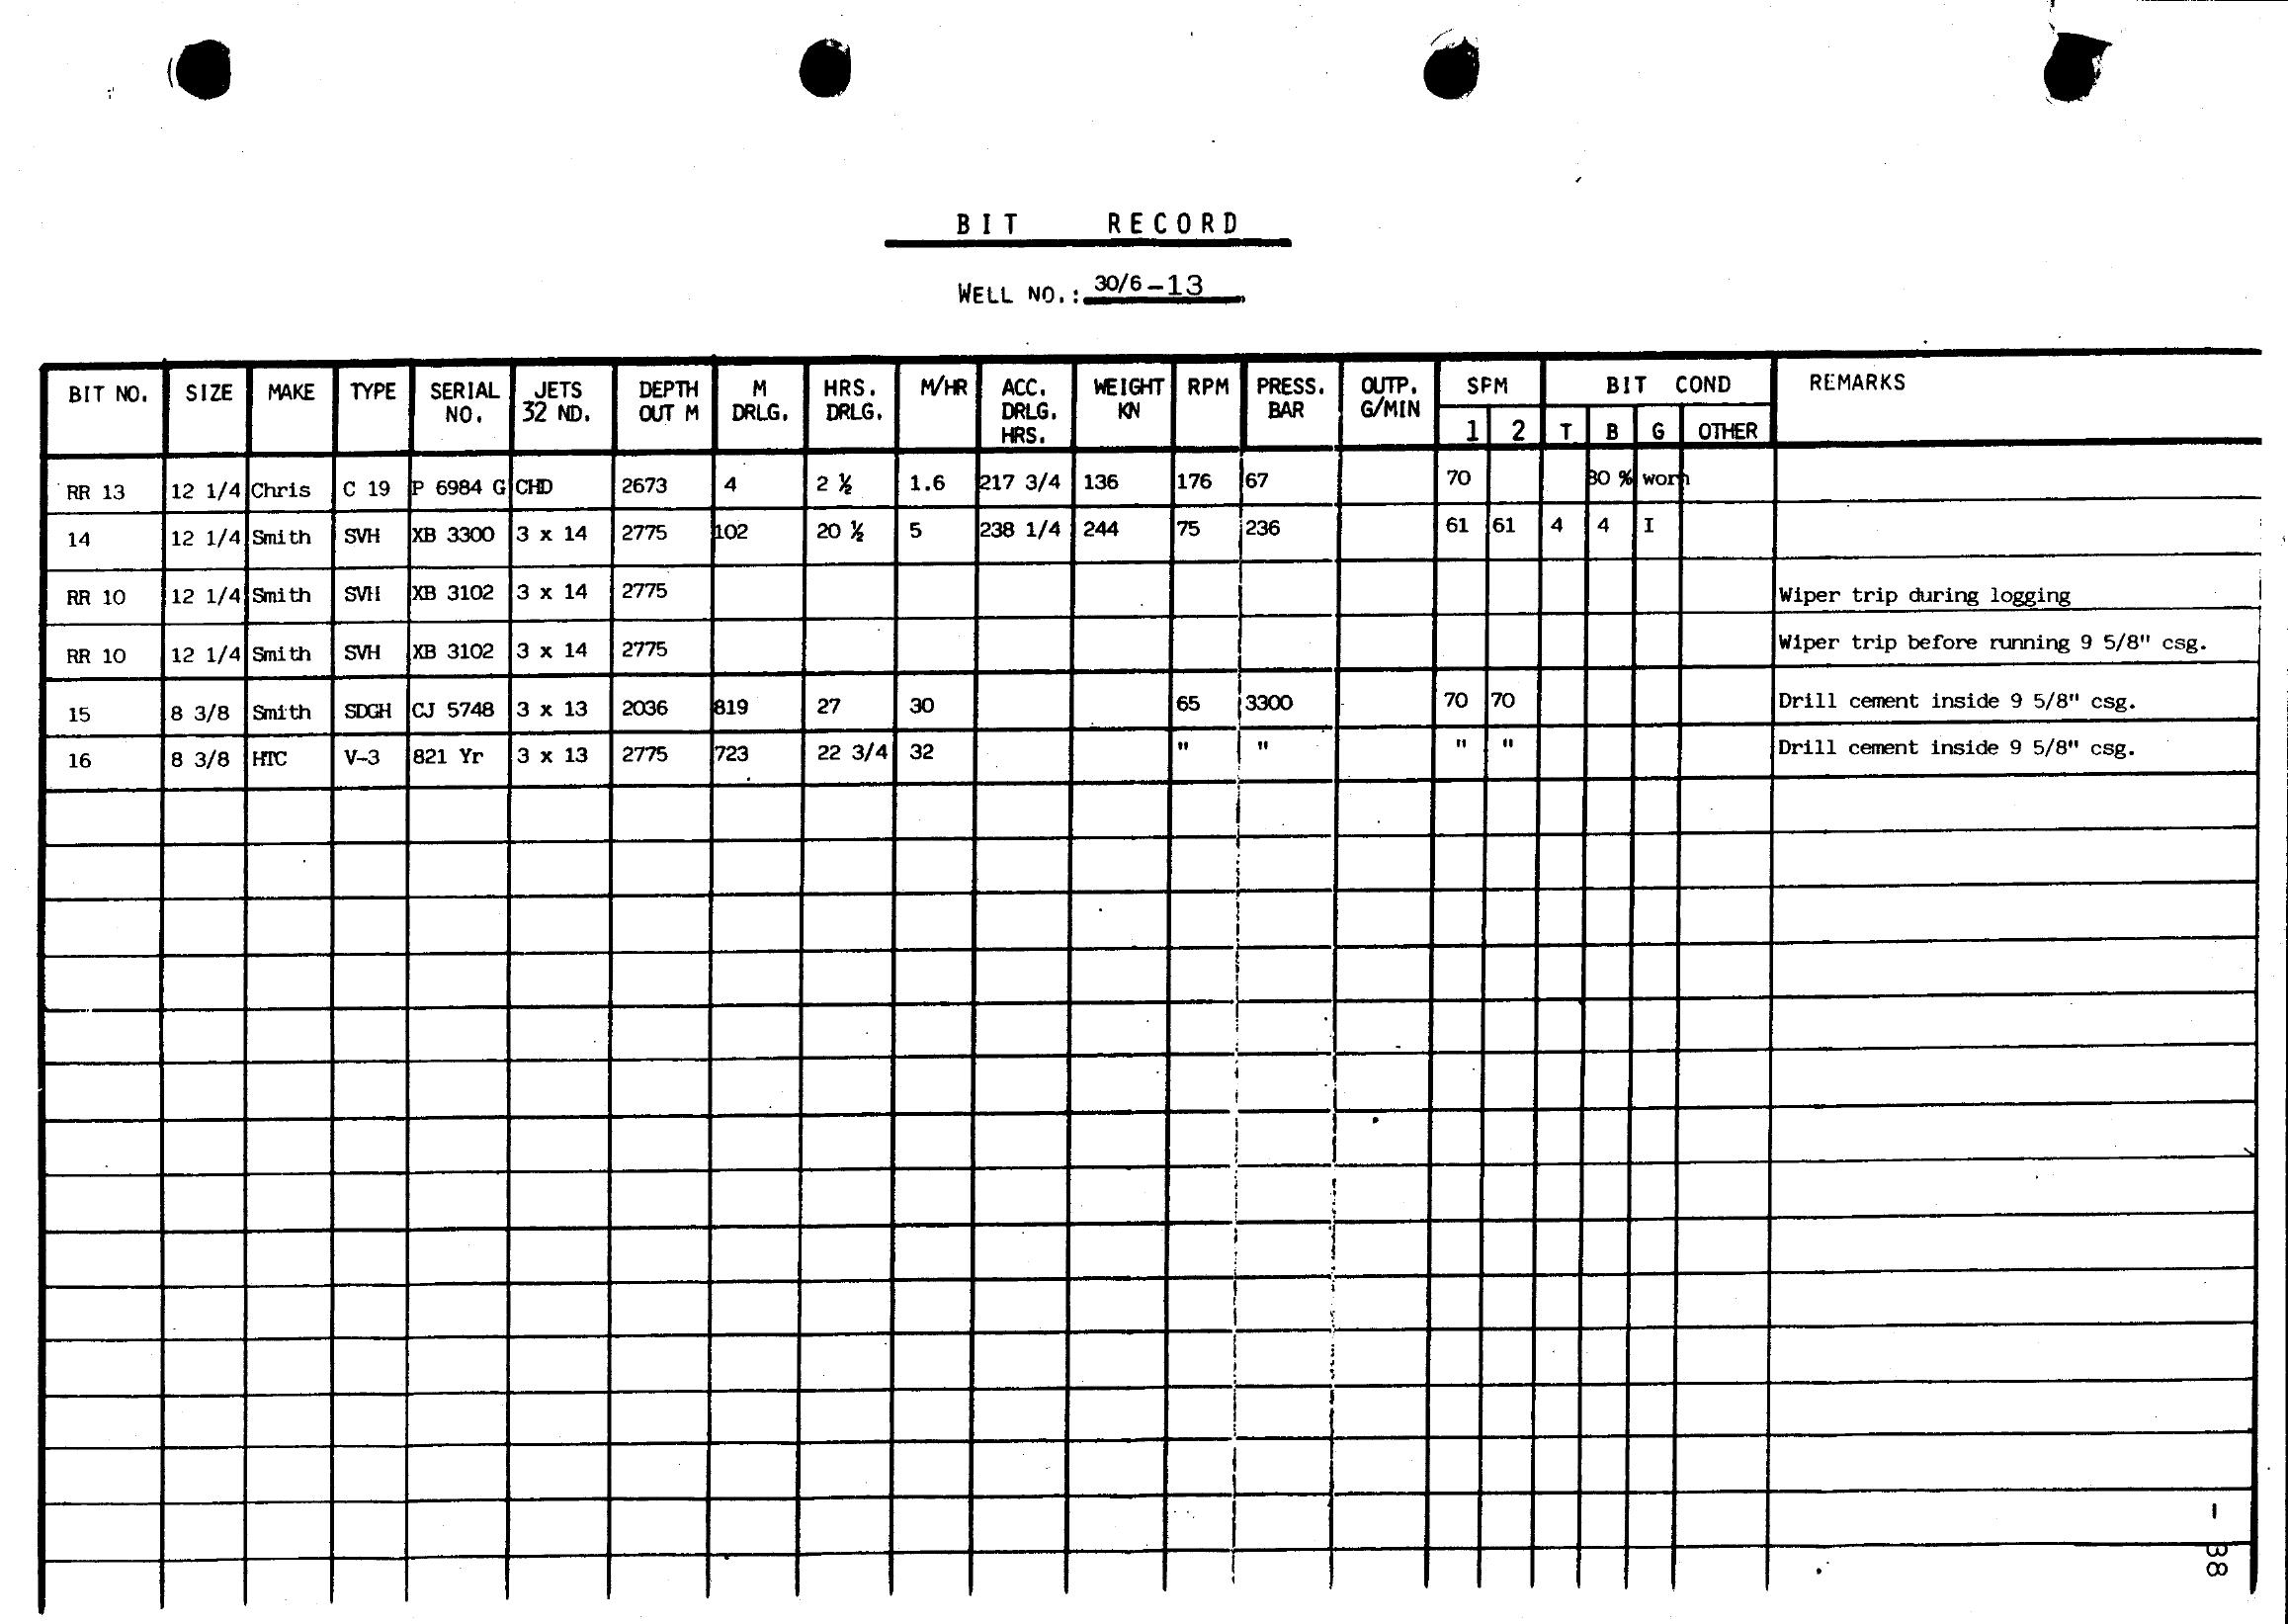 BIT RECORD
WELL NO.: 30/6-13
BIT NO. SIZE MAKE TYPE SERIAL NO. JETS 32 ND. DEPTH OUT M M DRLG. HRS. DRLG. M/HR ACC. DRLG. HRS. WEIGHT KN RPM PRESS. BAR OUTP. G/MIN SPM 1 2 BIT COND T B G OTHER REMARKS
RR 13 12 1/4 Chris C 19 P 6984 G CHD 2673 4 2 ½ 1.6 217 3/4 136 176 67 70 80 % worn
14 12 1/4 Smith SVH XB 3300 3 x 14 2775 102 20 ½ 5 238 1/4 244 75 236 61 61 4 4 I
RR 10 12 1/4 Smith SVH XB 3102 3 x 14 2775 Wiper trip during logging
RR 10 12 1/4 Smith SVH XB 3102 3 x 14 2775 Wiper trip before running 9 5/8" csg.
15 8 3/8 Smith SDGH CJ 5748 3 x 13 2036 819 27 30 65 3300 70 70 Drill cement inside 9 5/8" csg.
16 8 3/8 HTC V-3 821 Yr 3 x 13 2775 723 22 3/4 32 " " " " Drill cement inside 9 5/8" csg.
- 38